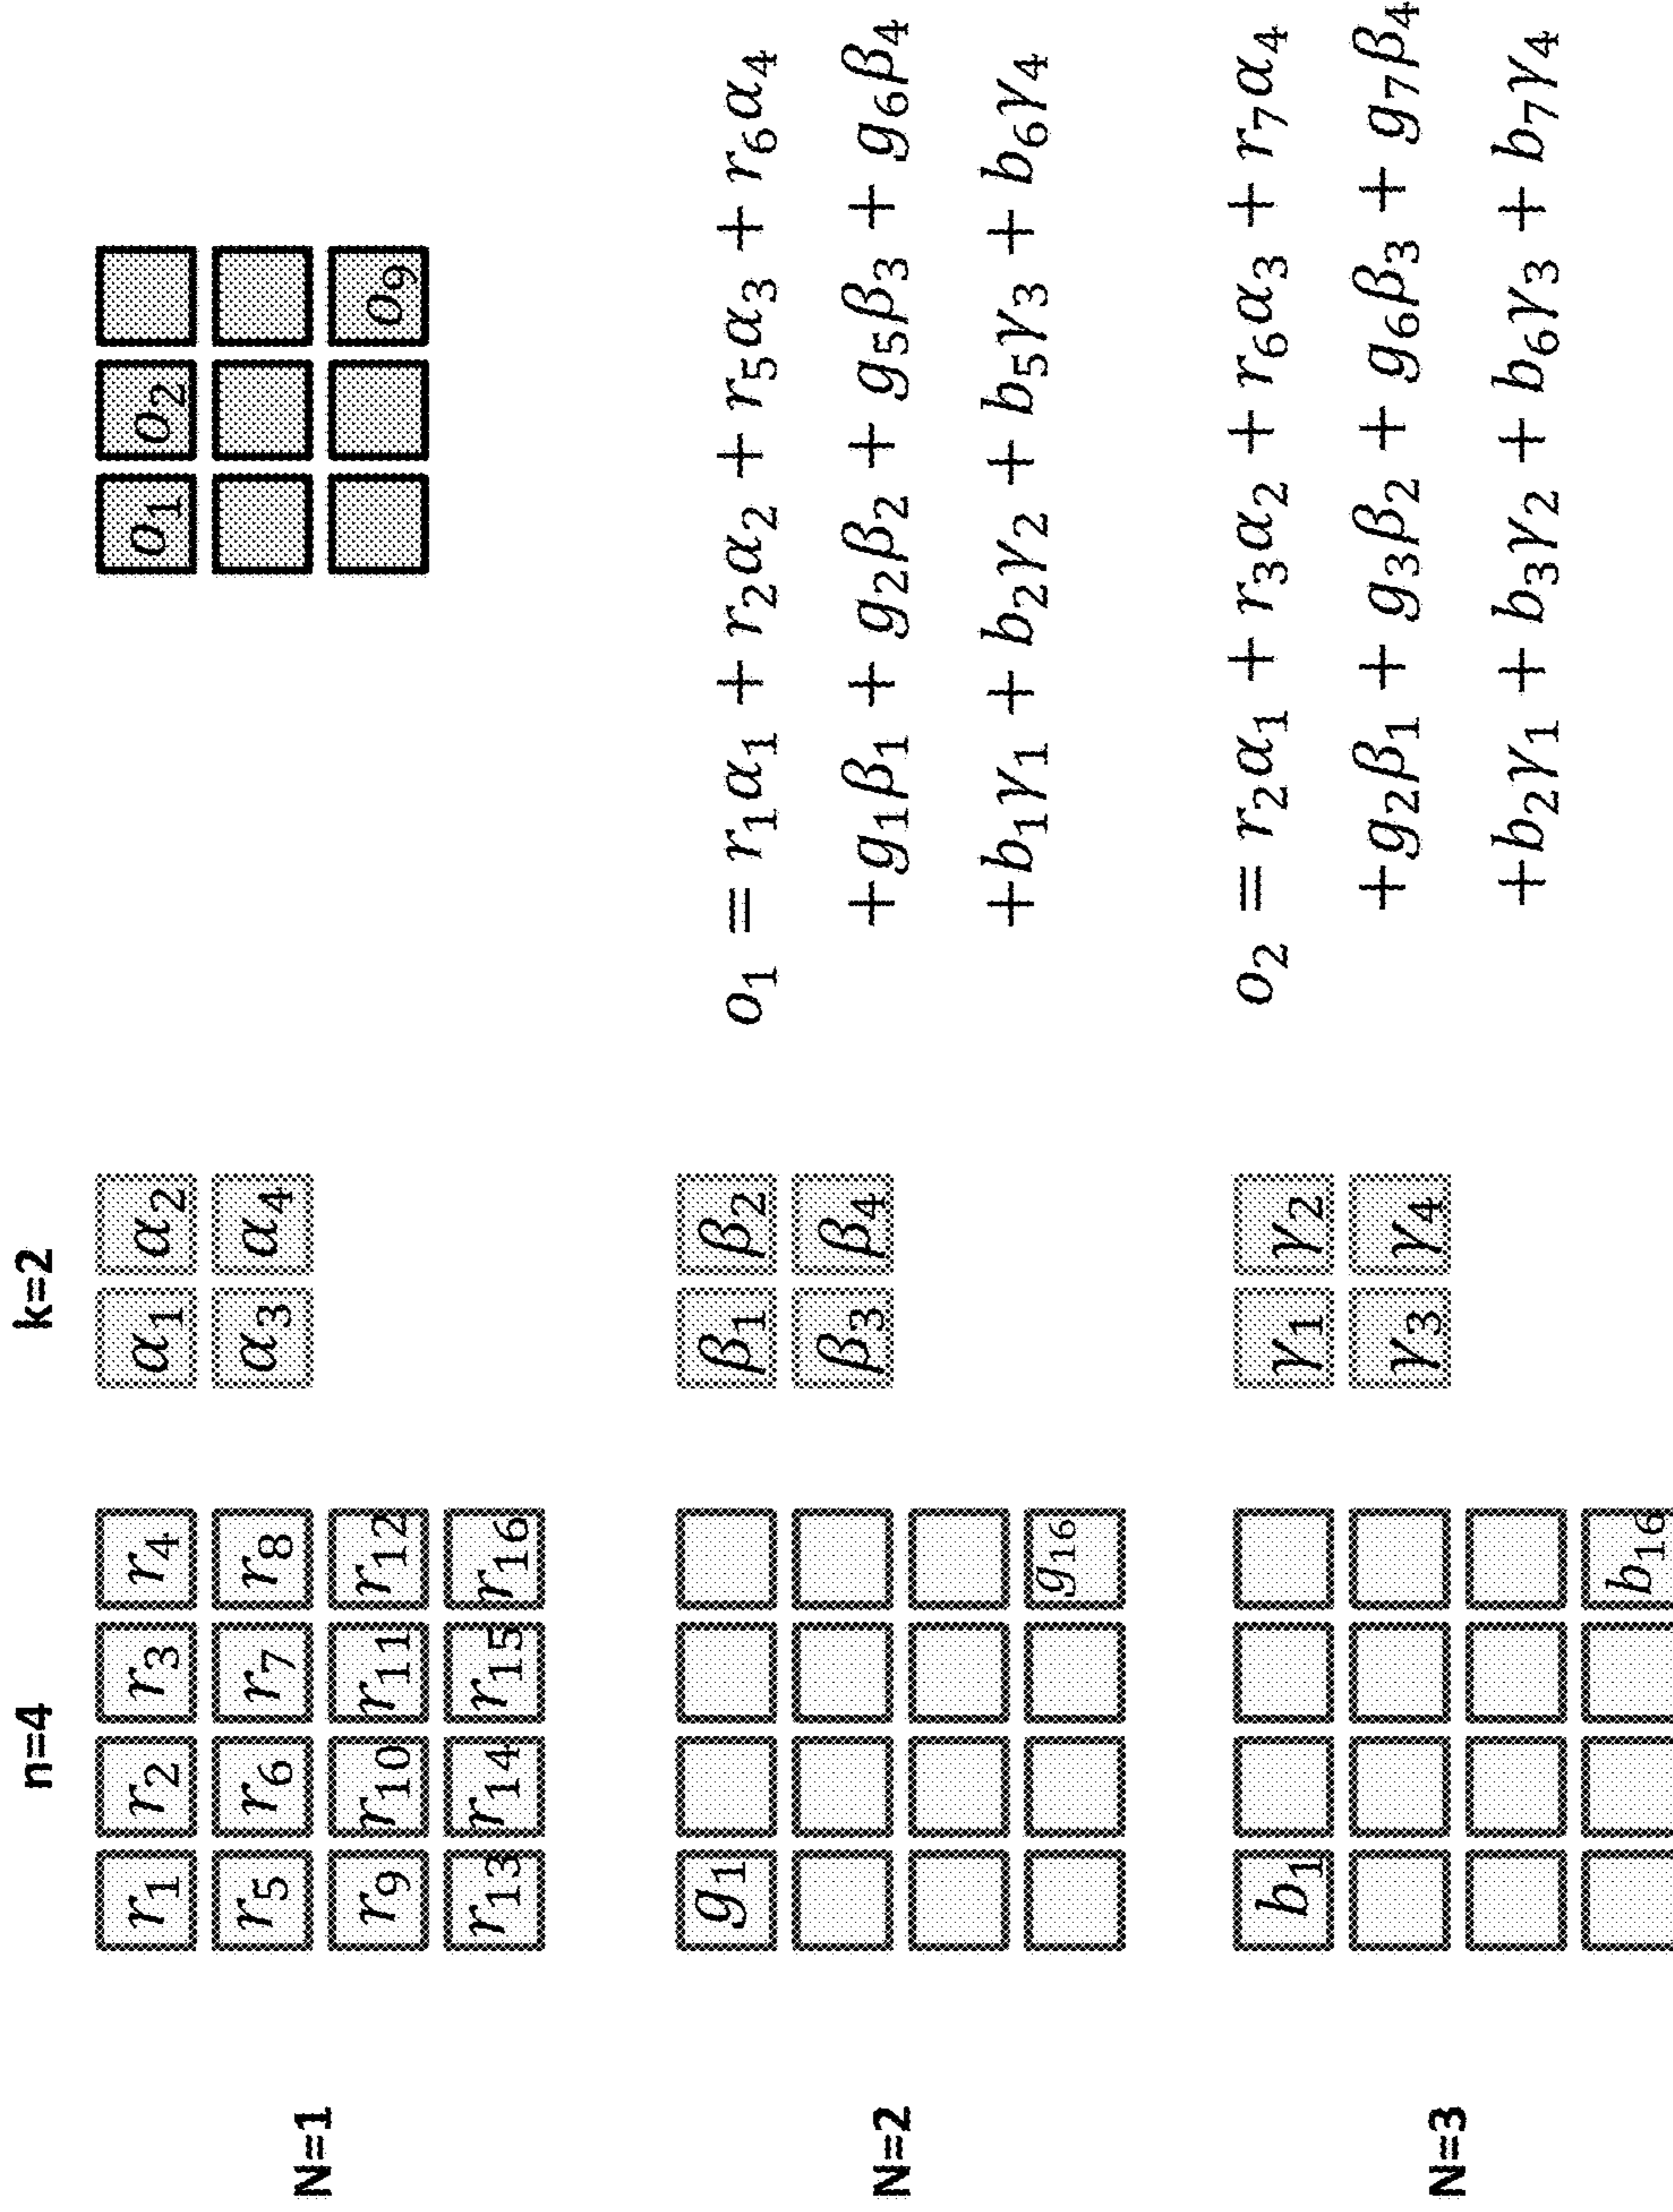 n=4 k=2
N=1
r₁ r₂ r₃ r₄
r₅ r₆ r₇ r₈
r₉ r₁₀ r₁₁ r₁₂
r₁₃ r₁₄ r₁₅ r₁₆
α₁ α₂
α₃ α₄
o₁ o₂
o₉
N=2
g₁
g₁₆
β₁ β₂
β₃ β₄
o₁ = r₁α₁ + r₂α₂ + r₅α₃ + r₆α₄
+g₁β₁ + g₂β₂ + g₅β₃ + g₆β₄
+b₁γ₁ + b₂γ₂ + b₅γ₃ + b₆γ₄
N=3
b₁
b₁₆
γ₁ γ₂
γ₃ γ₄
o₂ = r₂α₁ + r₃α₂ + r₆α₃ + r₇α₄
+g₂β₁ + g₃β₂ + g₆β₃ + g₇β₄
+b₂γ₁ + b₃γ₂ + b₆γ₃ + b₇γ₄